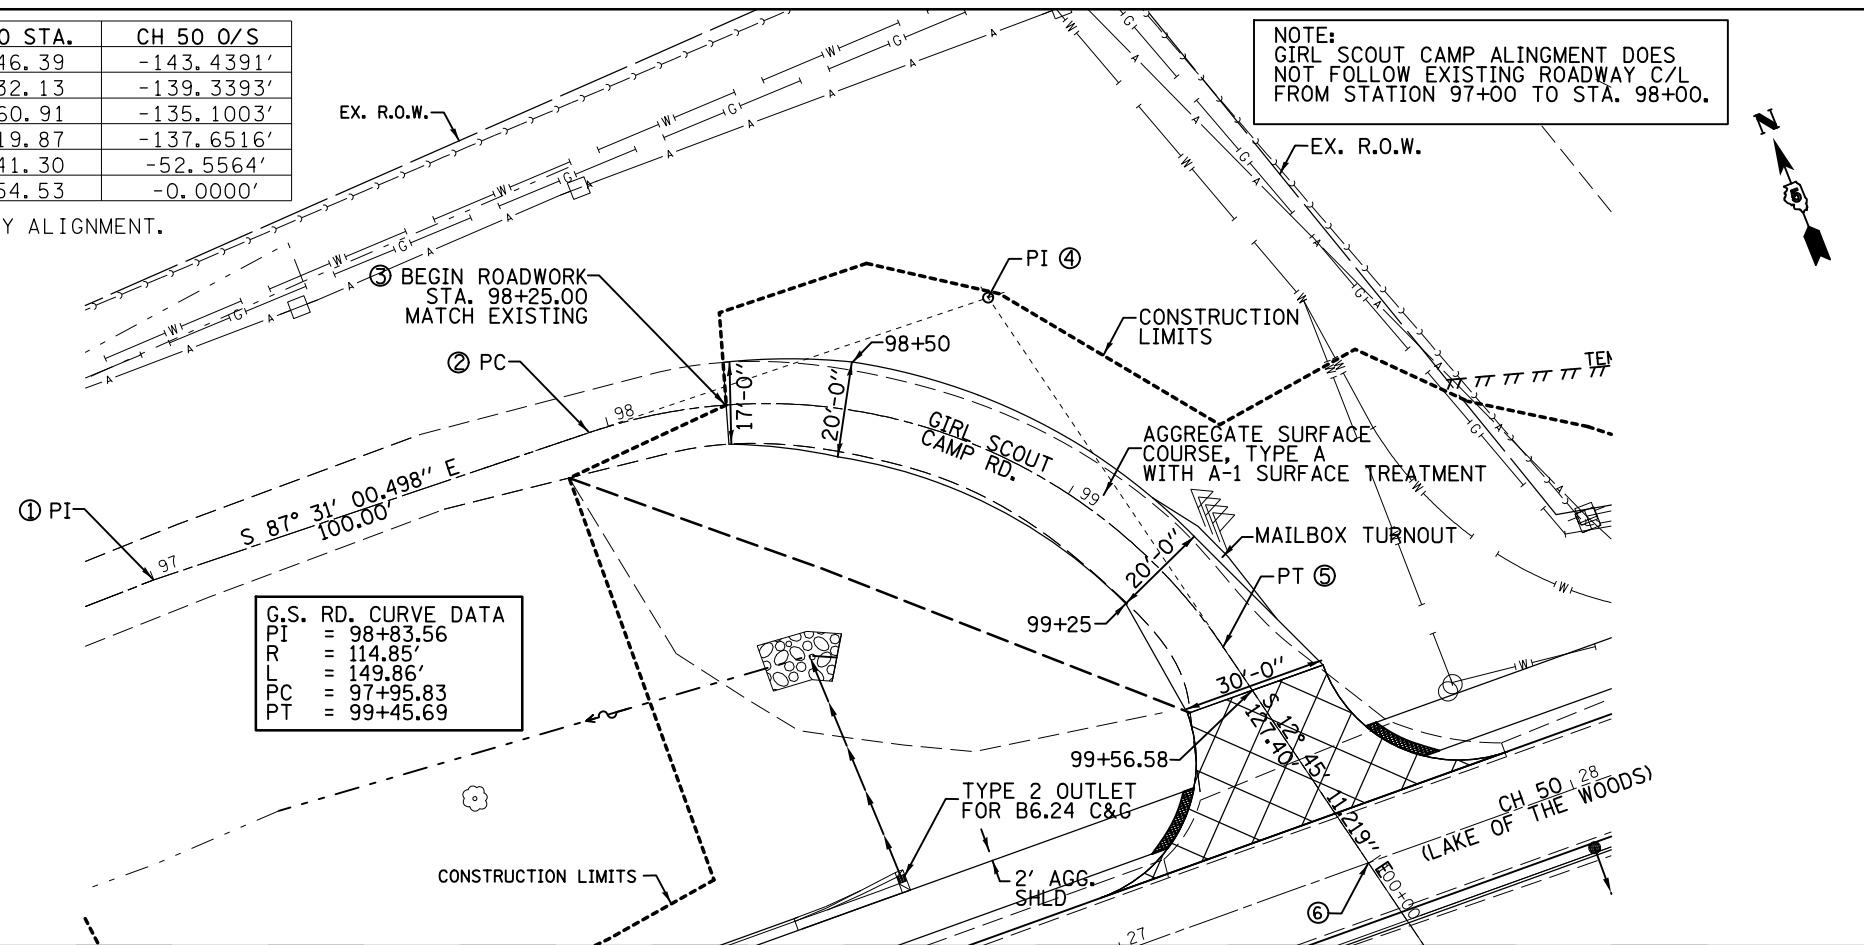 O STA. CH 50 O/S
46.39 -143.4391'
32.13 -139.3393'
60.91 -135.1003'
19.87 -137.6516'
41.30 -52.5564'
54.53 -0.0000'
Y ALIGNMENT.
NOTE:
GIRL SCOUT CAMP ALINGMENT DOES
NOT FOLLOW EXISTING ROADWAY C/L
FROM STATION 97+00 TO STA. 98+00.
N
5
EX. R.O.W.
EX. R.O.W.
③ BEGIN ROADWORK
STA. 98+25.00
MATCH EXISTING
PI ④
CONSTRUCTION
LIMITS
② PC
98+50
98
17'-0"
20'-0"
GIRL SCOUT
CAMP RD.
AGGREGATE SURFACE
COURSE, TYPE A
WITH A-1 SURFACE TREATMENT
99
TEN
① PI
97
S 87° 31' 00.498" E
100.00'
MAILBOX TURNOUT
20'-0"
PT ⑤
99+25
G.S. RD. CURVE DATA
PI = 98+83.56
R = 114.85'
L = 149.86'
PC = 97+95.83
PT = 99+45.69
30'-0"
S 12° 45' 11.219" E
127.40'
99+56.58
TYPE 2 OUTLET
FOR B6.24 C&G
CH 50
28
(LAKE OF THE WOODS)
CONSTRUCTION LIMITS
2' AGG.
SHLD
⑥
100+00
27
W
G
A